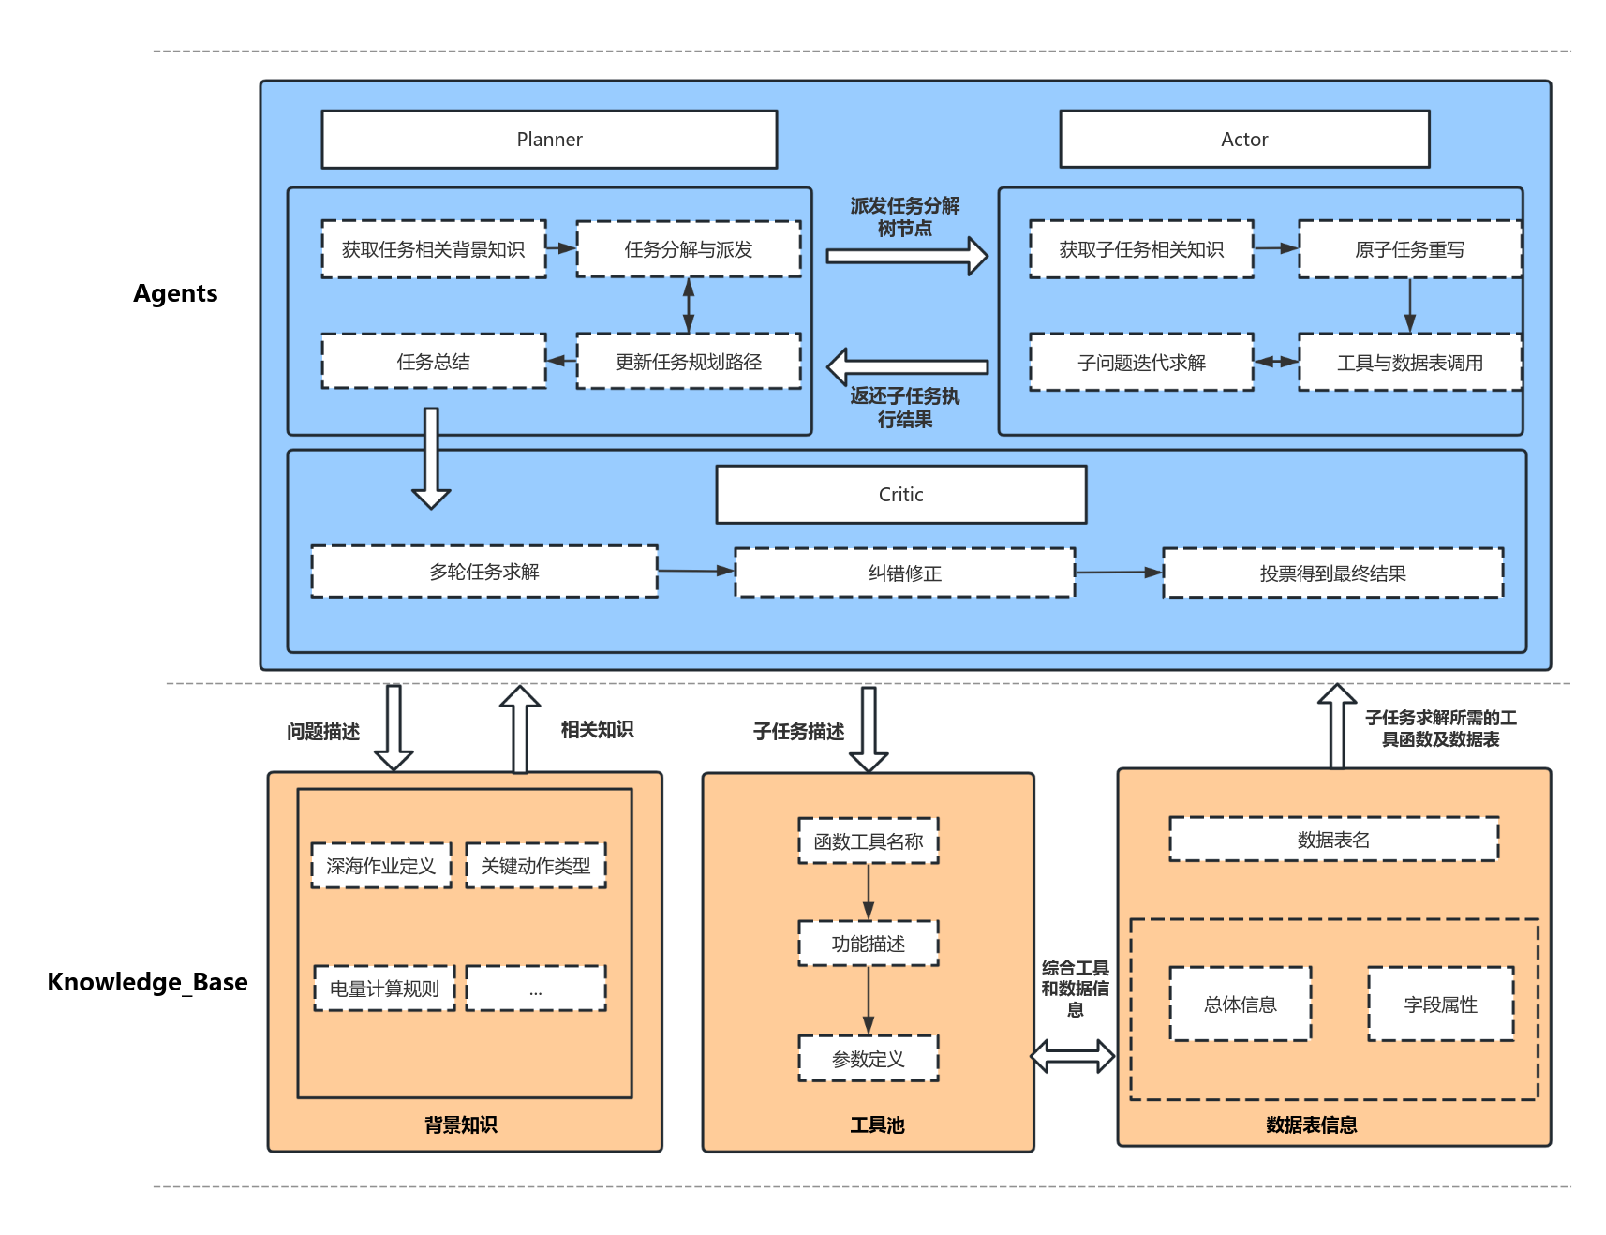 Planner
Actor
派发任务分解
树节点
获取任务相关背景知识
任务分解与派发
获取子任务相关知识
原子任务重写
Agents
任务总结
更新任务规划路径
子问题迭代求解
工具与数据表调用
返还子任务执
行结果
Critic
多轮任务求解
纠错修正
投票得到最终结果
问题描述
相关知识
子任务描述
子任务求解所需的工
具函数及数据表
深海作业定义
关键动作类型
函数工具名称
数据表名
功能描述
Knowledge_Base
电量计算规则
...
综合工具
和数据信
息
总体信息
字段属性
参数定义
背景知识
工具池
数据表信息